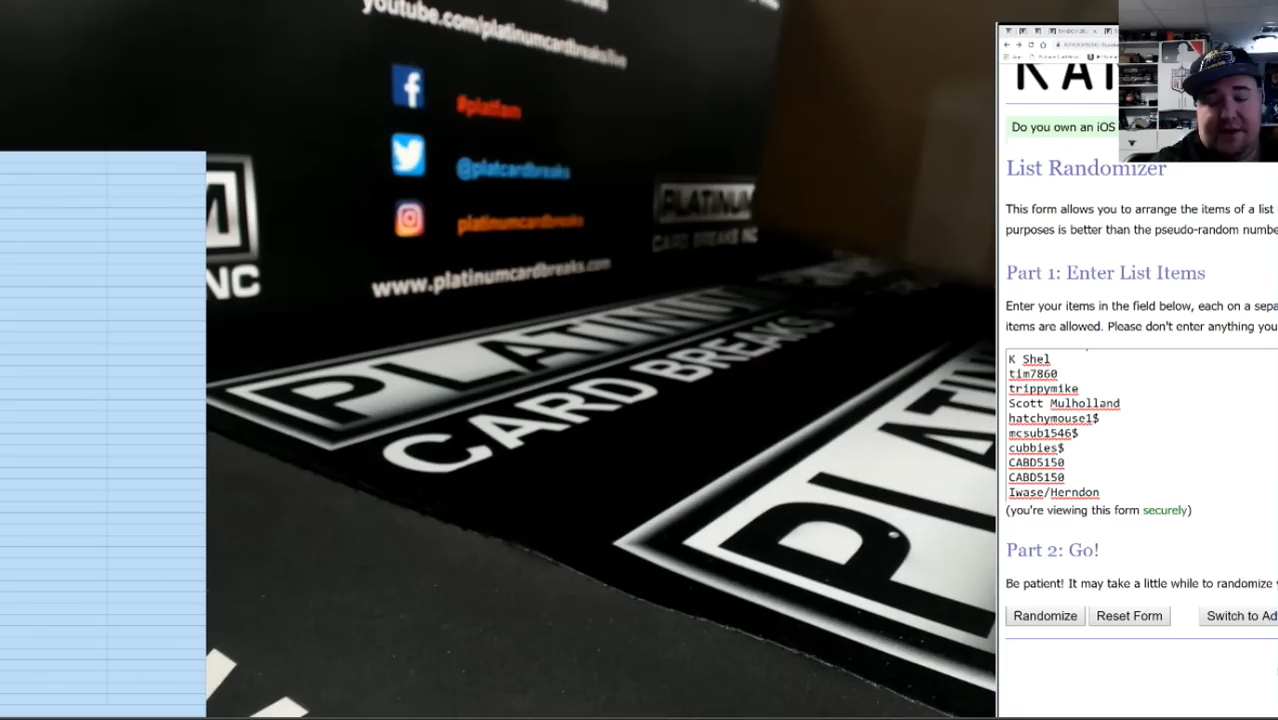 youtube.com/platinumcardbreakslive
#platfam
@platcardbreaks
platinumcardbreaks
www.platinumcardbreaks.com
M
NC
PLATINUM
CARD BREAKS INC
PLATINUM
CARD BREAKS
PLATINU
Do you own an iOS
List Randomizer
This form allows you to arrange the items of a list
purposes is better than the pseudo-random numbe
Part 1: Enter List Items
Enter your items in the field below, each on a sepa
items are allowed. Please don't enter anything you
K Shel
tim7860
trippymike
Scott Mulholland
hatchymouse1$
mcsub1546$
cubbies$
CABD5150
CABD5150
Iwase/Herndon
(you're viewing this form securely)
Part 2: Go!
Be patient! It may take a little while to randomize
Randomize
Reset Form
Switch to Ad